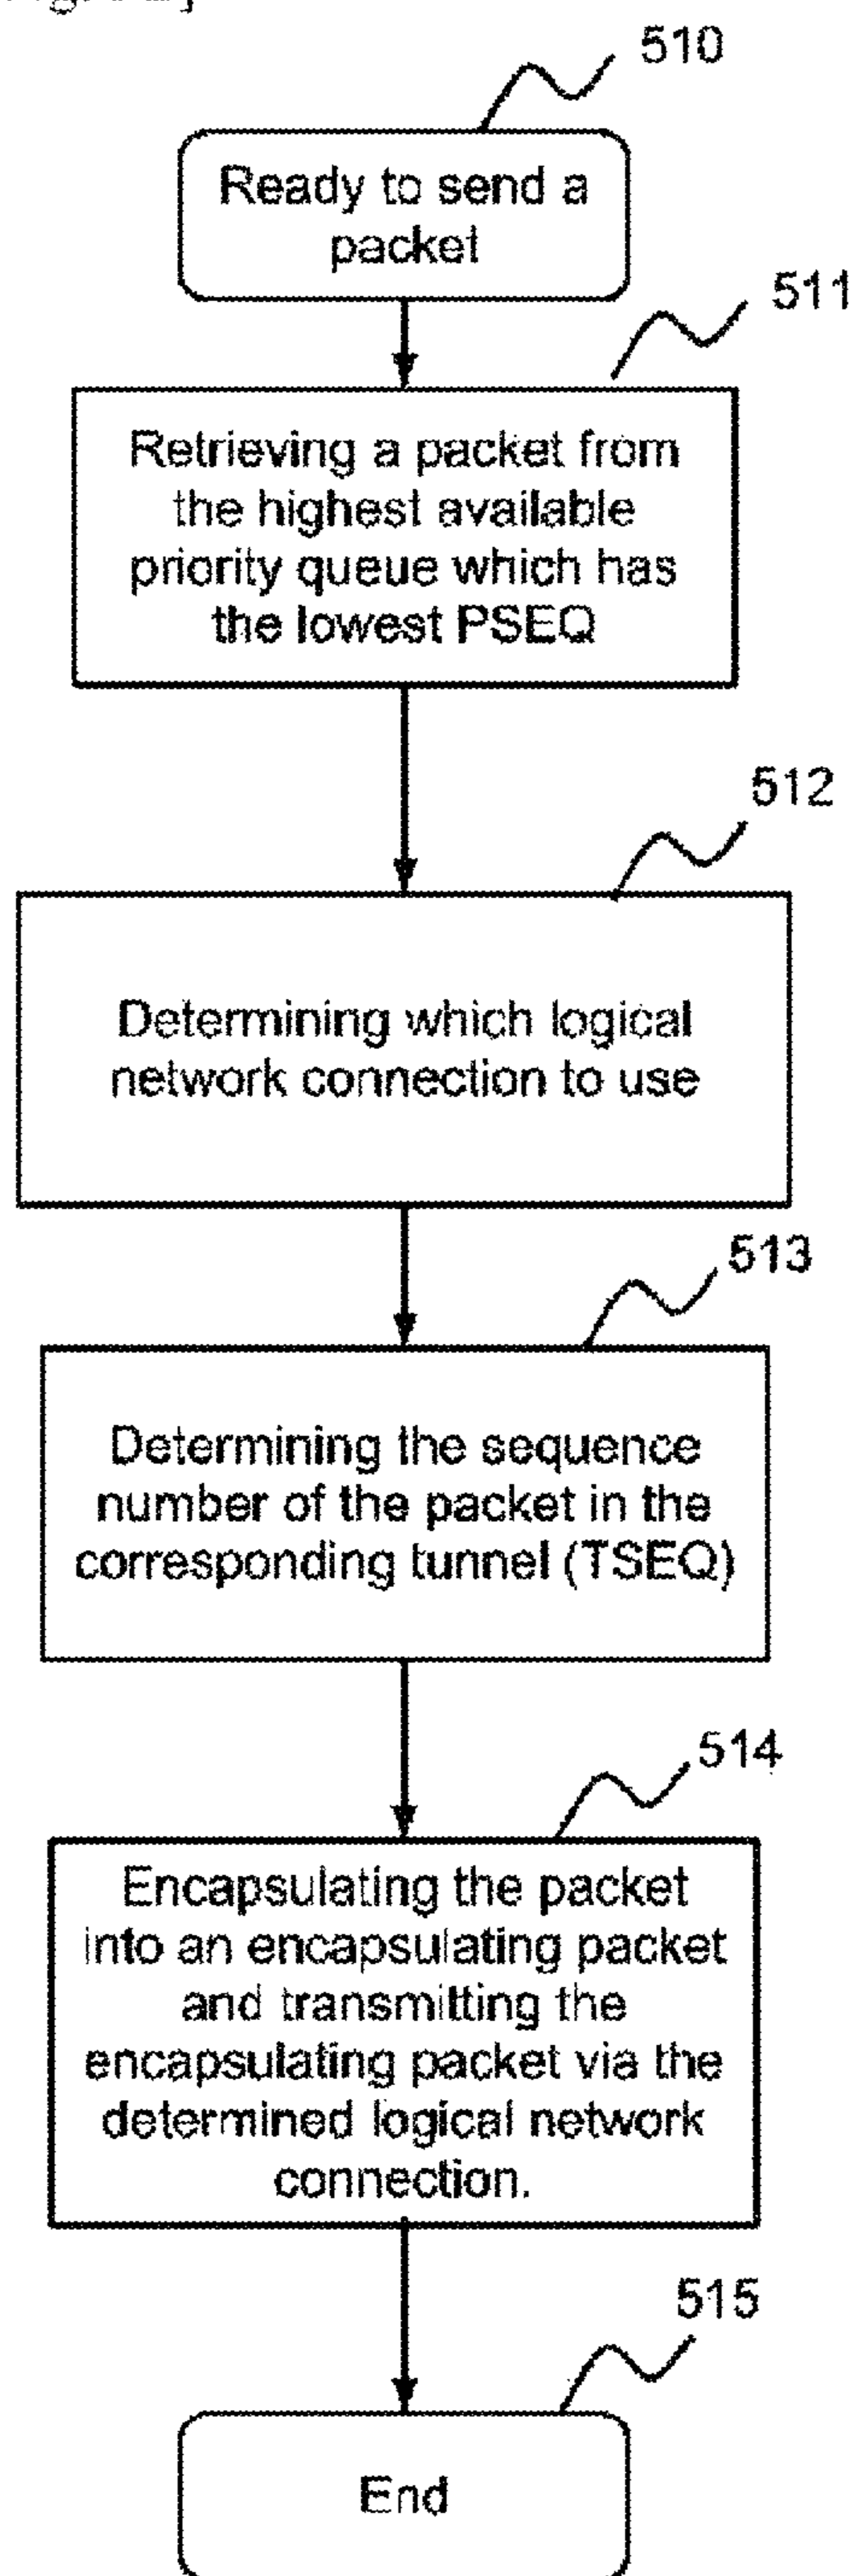 510
Ready to send a
packet
511
Retrieving a packet from
the highest available
priority queue which has
the lowest PSEQ
512
Determining which logical
network connection to use
513
Determining the sequence
number of the packet in the
corresponding tunnel (TSEQ)
514
Encapsulating the packet
into an encapsulating packet
and transmitting the
encapsulating packet via the
determined logical network
connection.
515
End